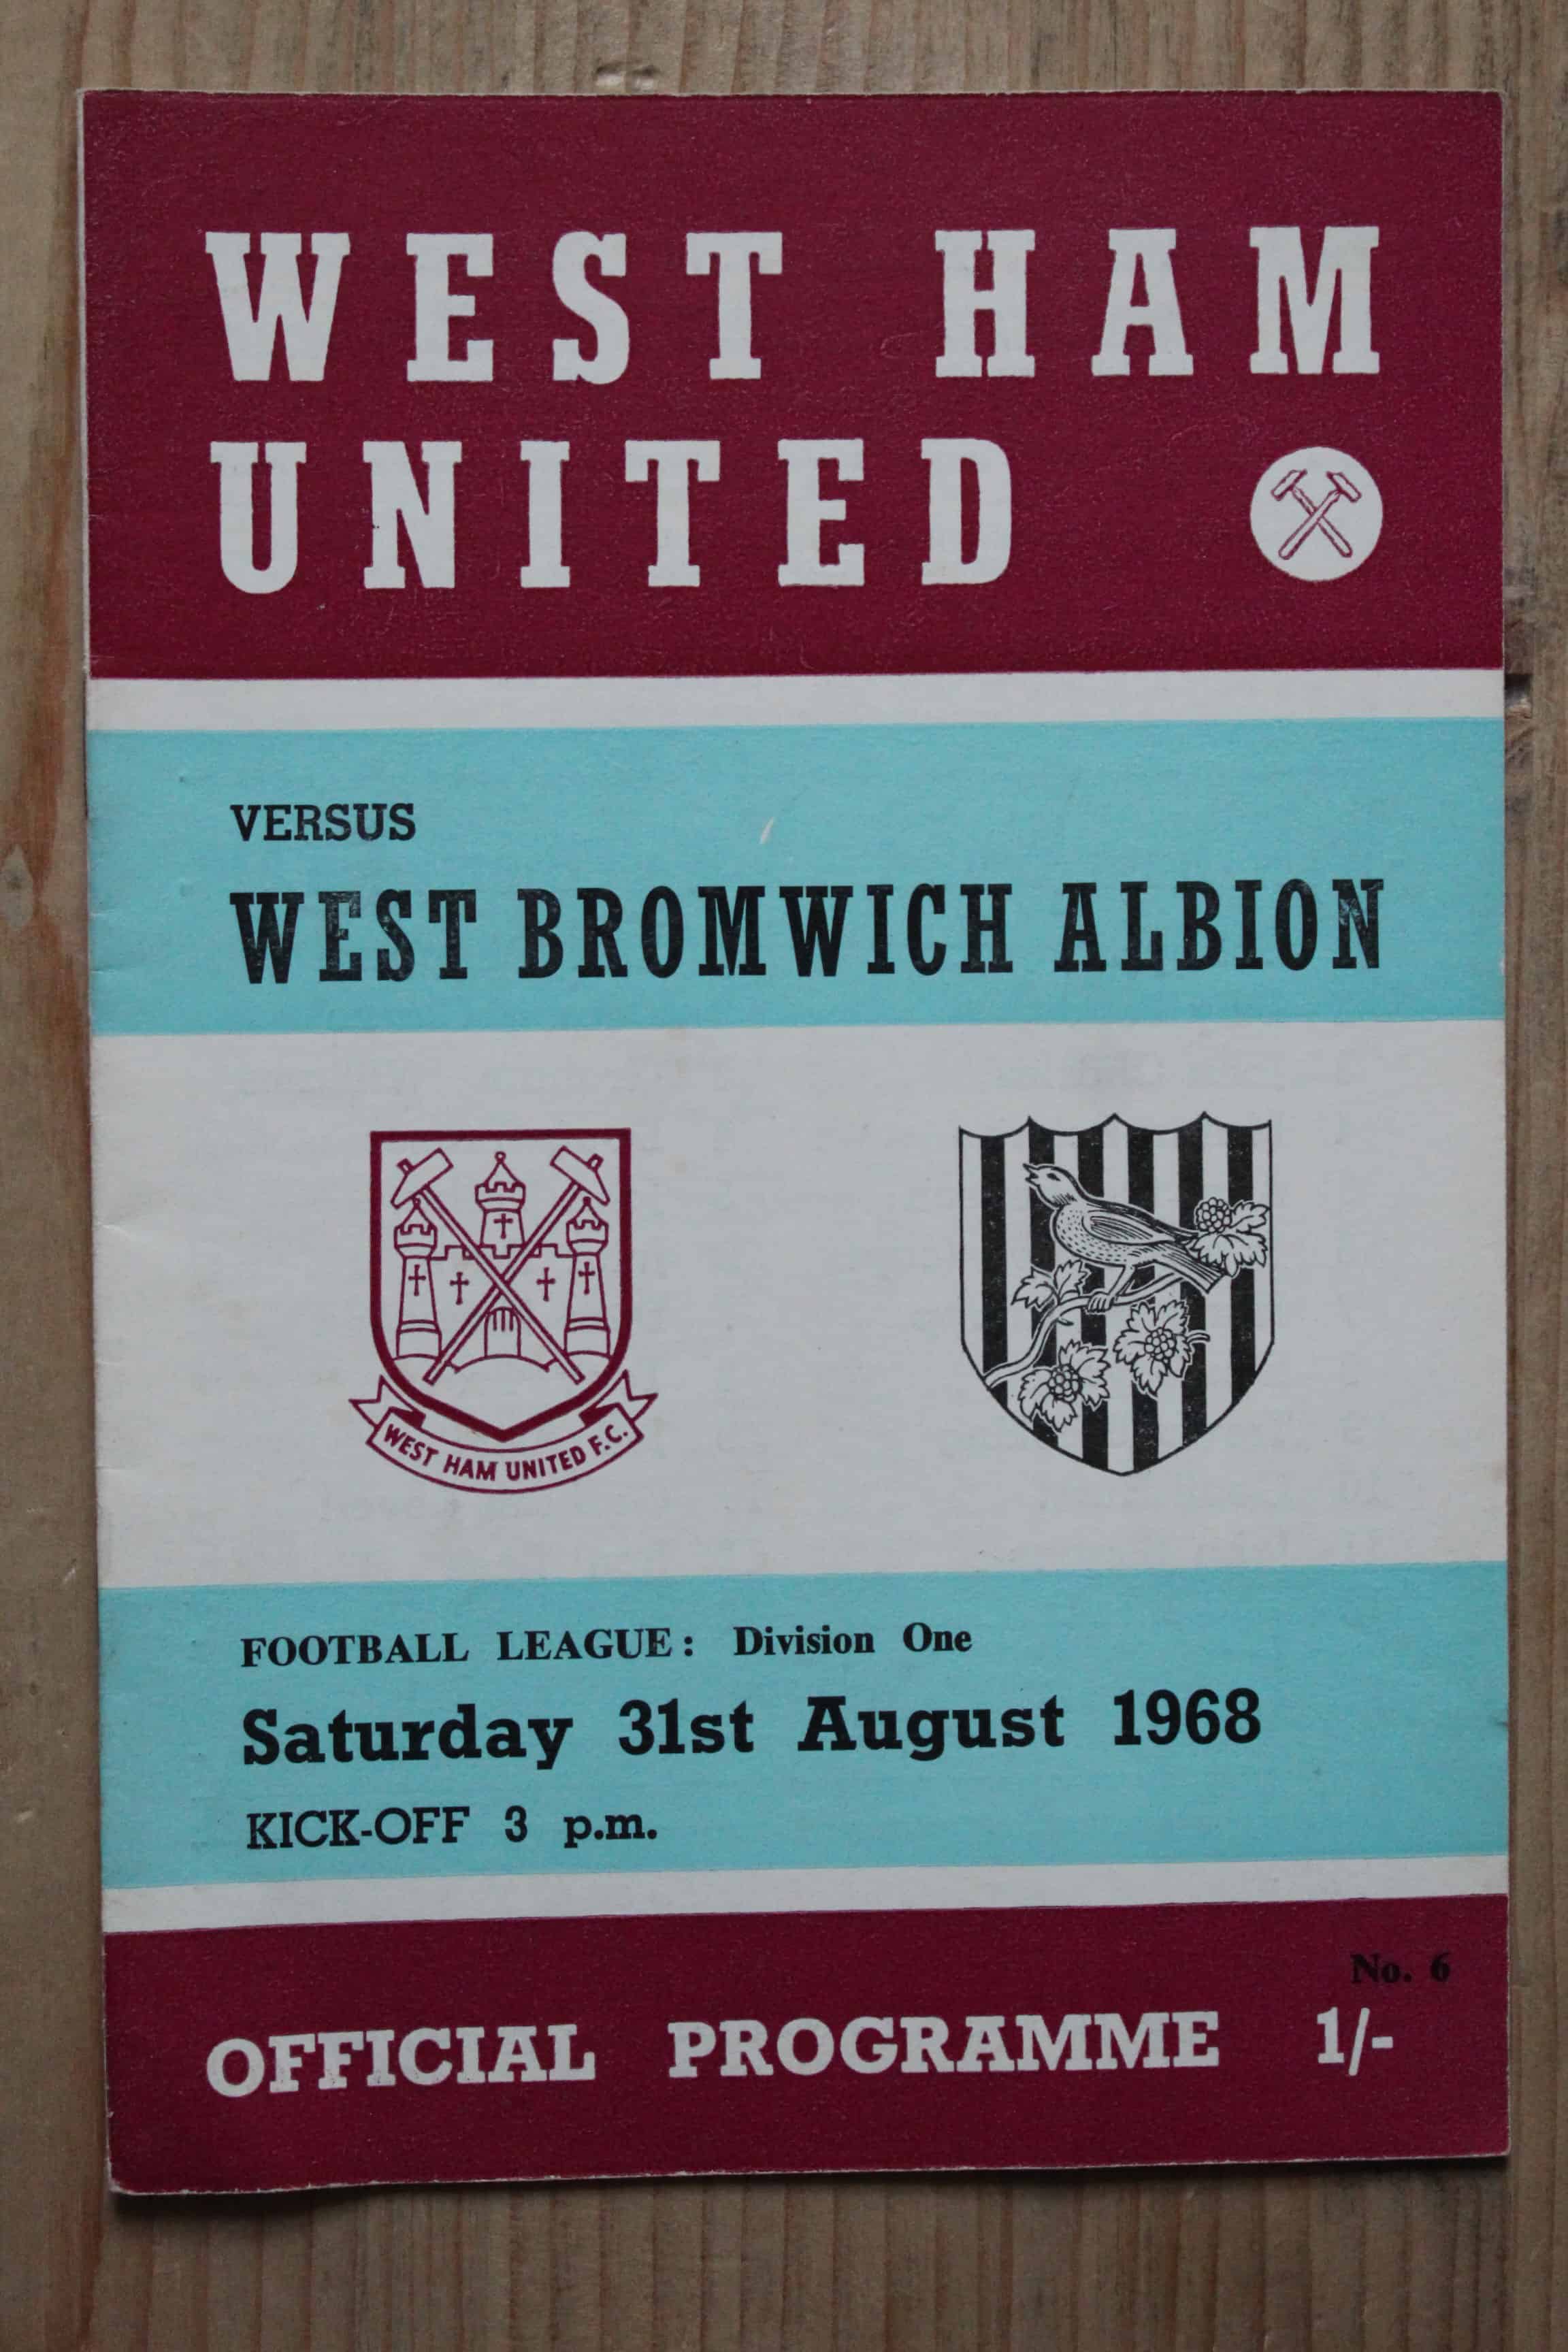 WEST HAM
UNITED
VERSUS
WEST BROMWICH ALBION
WEST HAM UNITED F.C.
FOOTBALL LEAGUE: Division One
Saturday 31st August 1968
KICK-OFF 3 p.m.
No. 6
OFFICIAL PROGRAMME 1/-